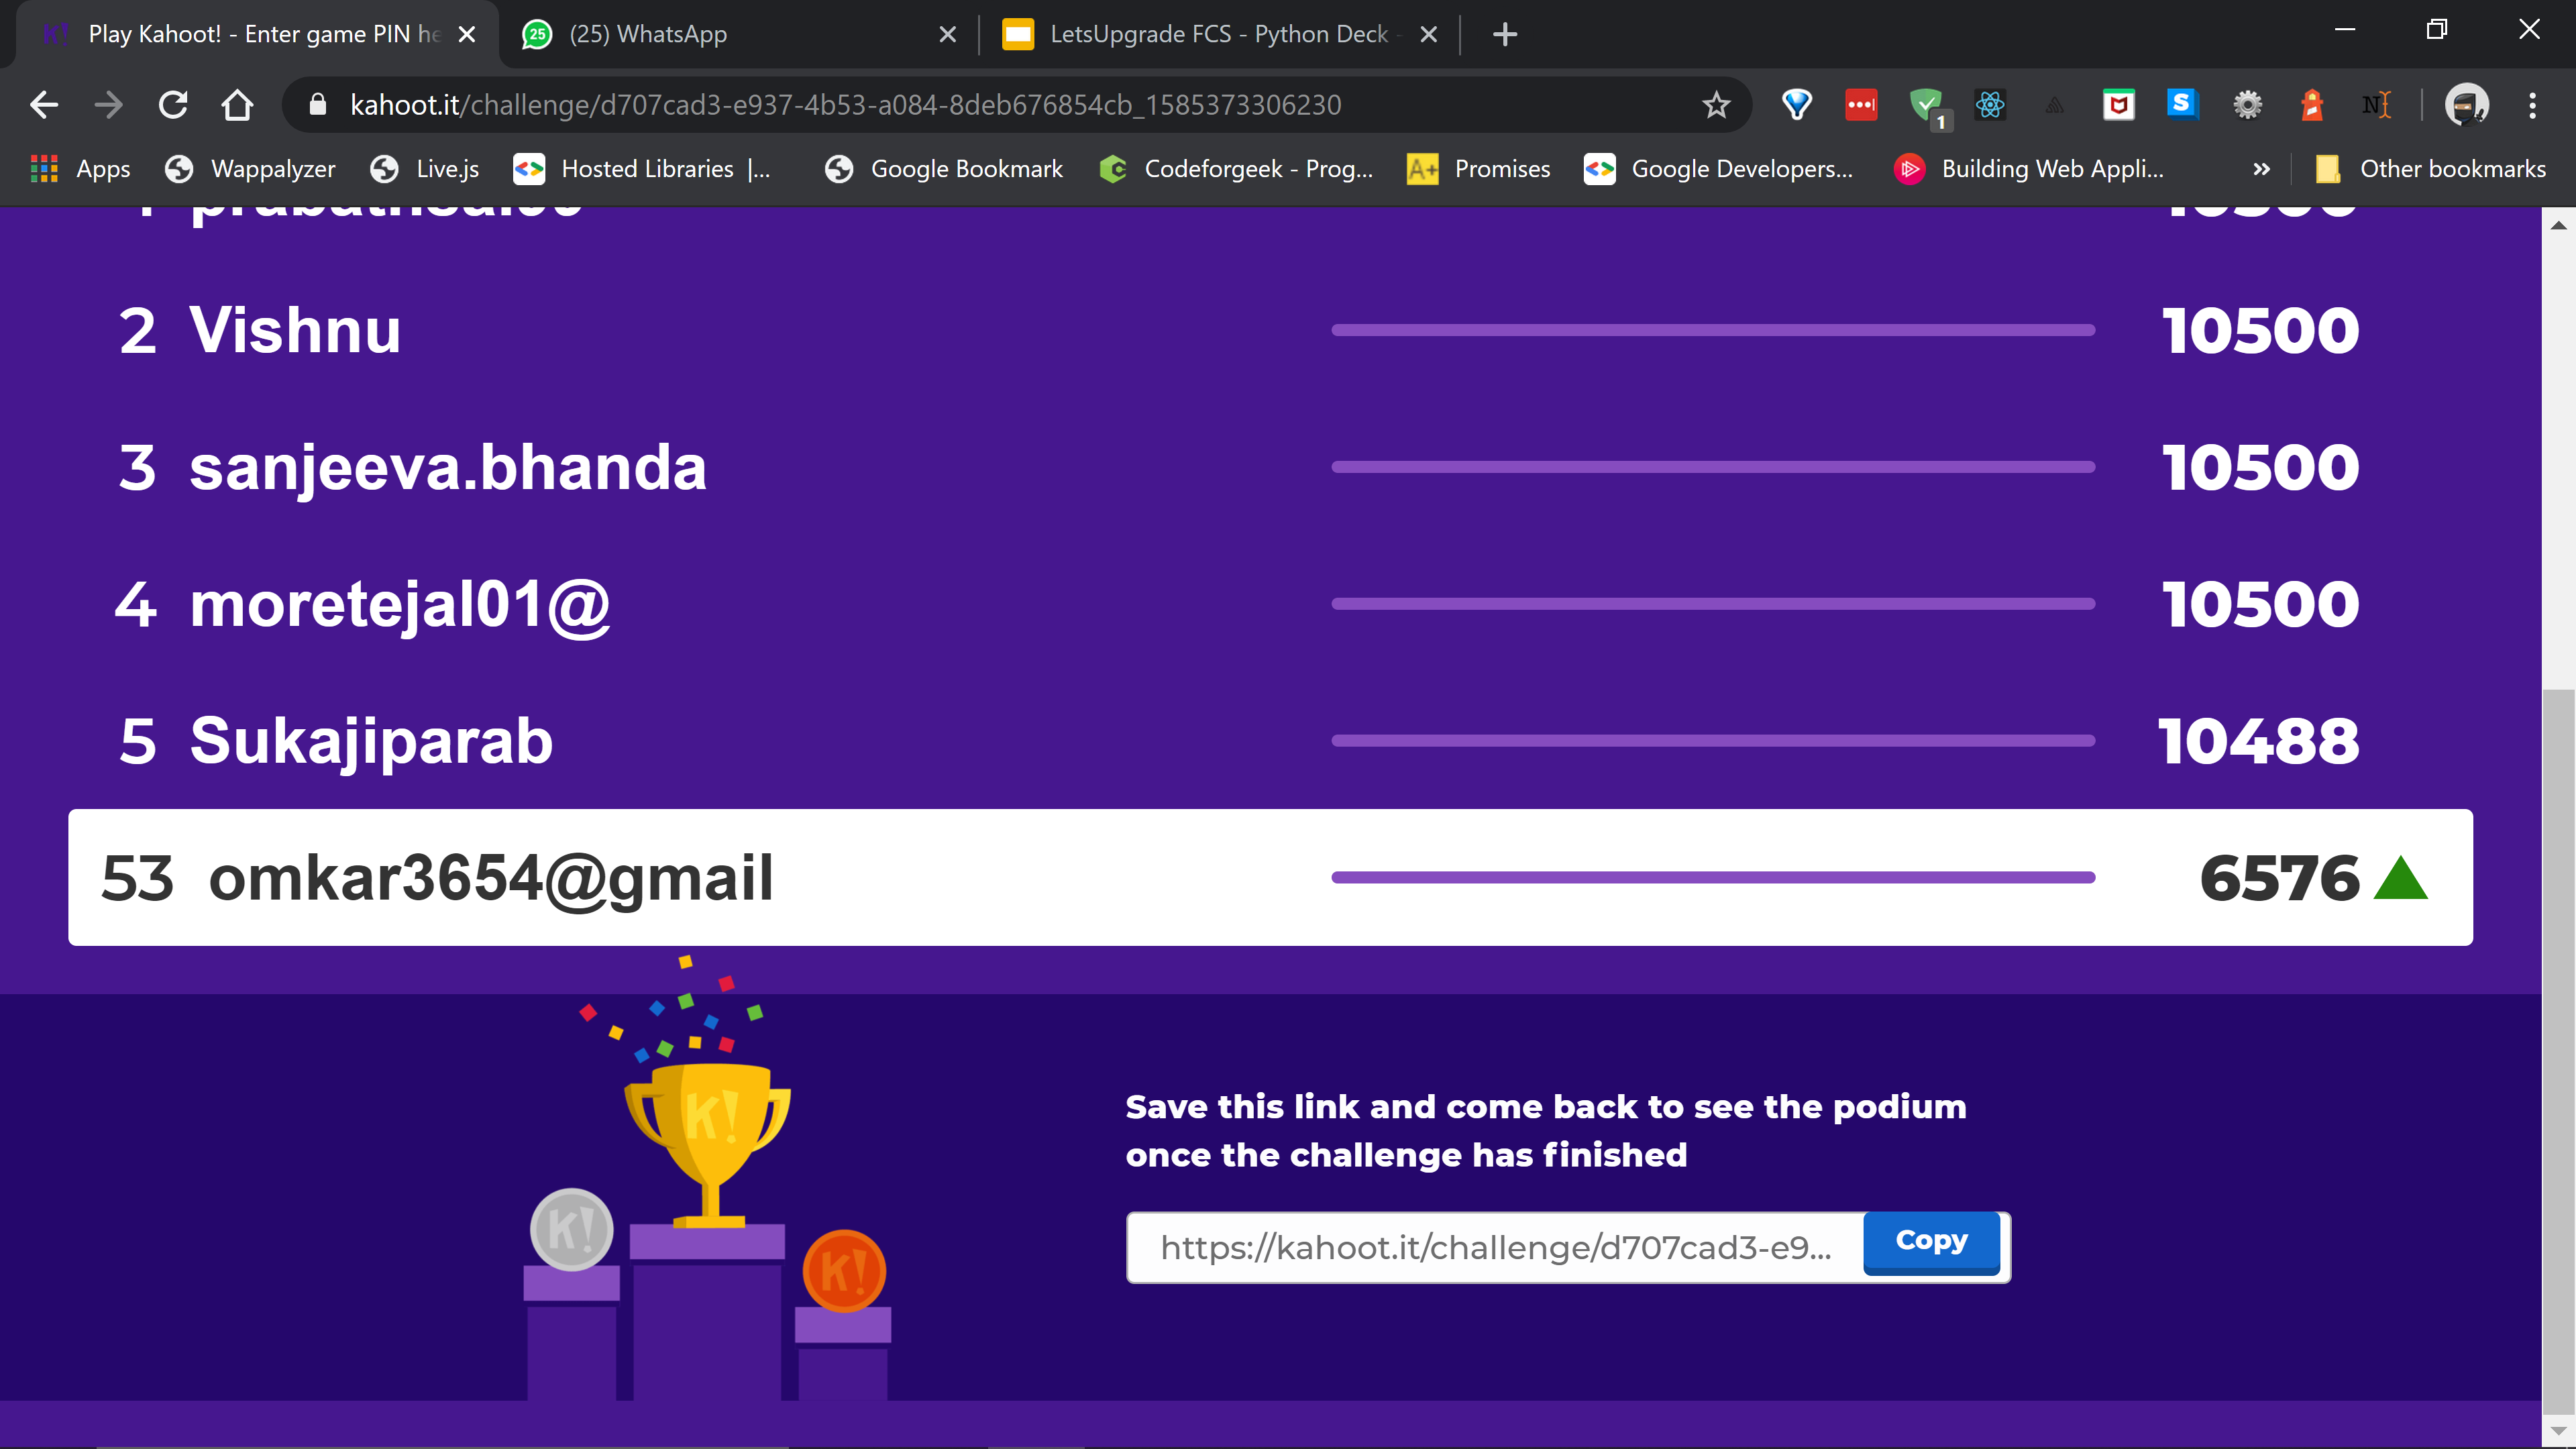 Play Kahoot! - Enter game PIN he
25 (25) WhatsApp
LetsUpgrade FCS - Python Deck -
kahoot.it/challenge/d707cad3-e937-4b53-a084-8deb676854cb_1585373306230
1
Apps Wappalyzer Live.js Hosted Libraries |... Google Bookmark Codeforgeek - Prog... A+ Promises Google Developers... Building Web Appli... » Other bookmarks
2 Vishnu 10500
3 sanjeeva.bhanda 10500
4 moretejal01@ 10500
5 Sukajiparab 10488
53 omkar3654@gmail 6576
K!
K!
K!
Save this link and come back to see the podium
once the challenge has finished
https://kahoot.it/challenge/d707cad3-e9...
Copy